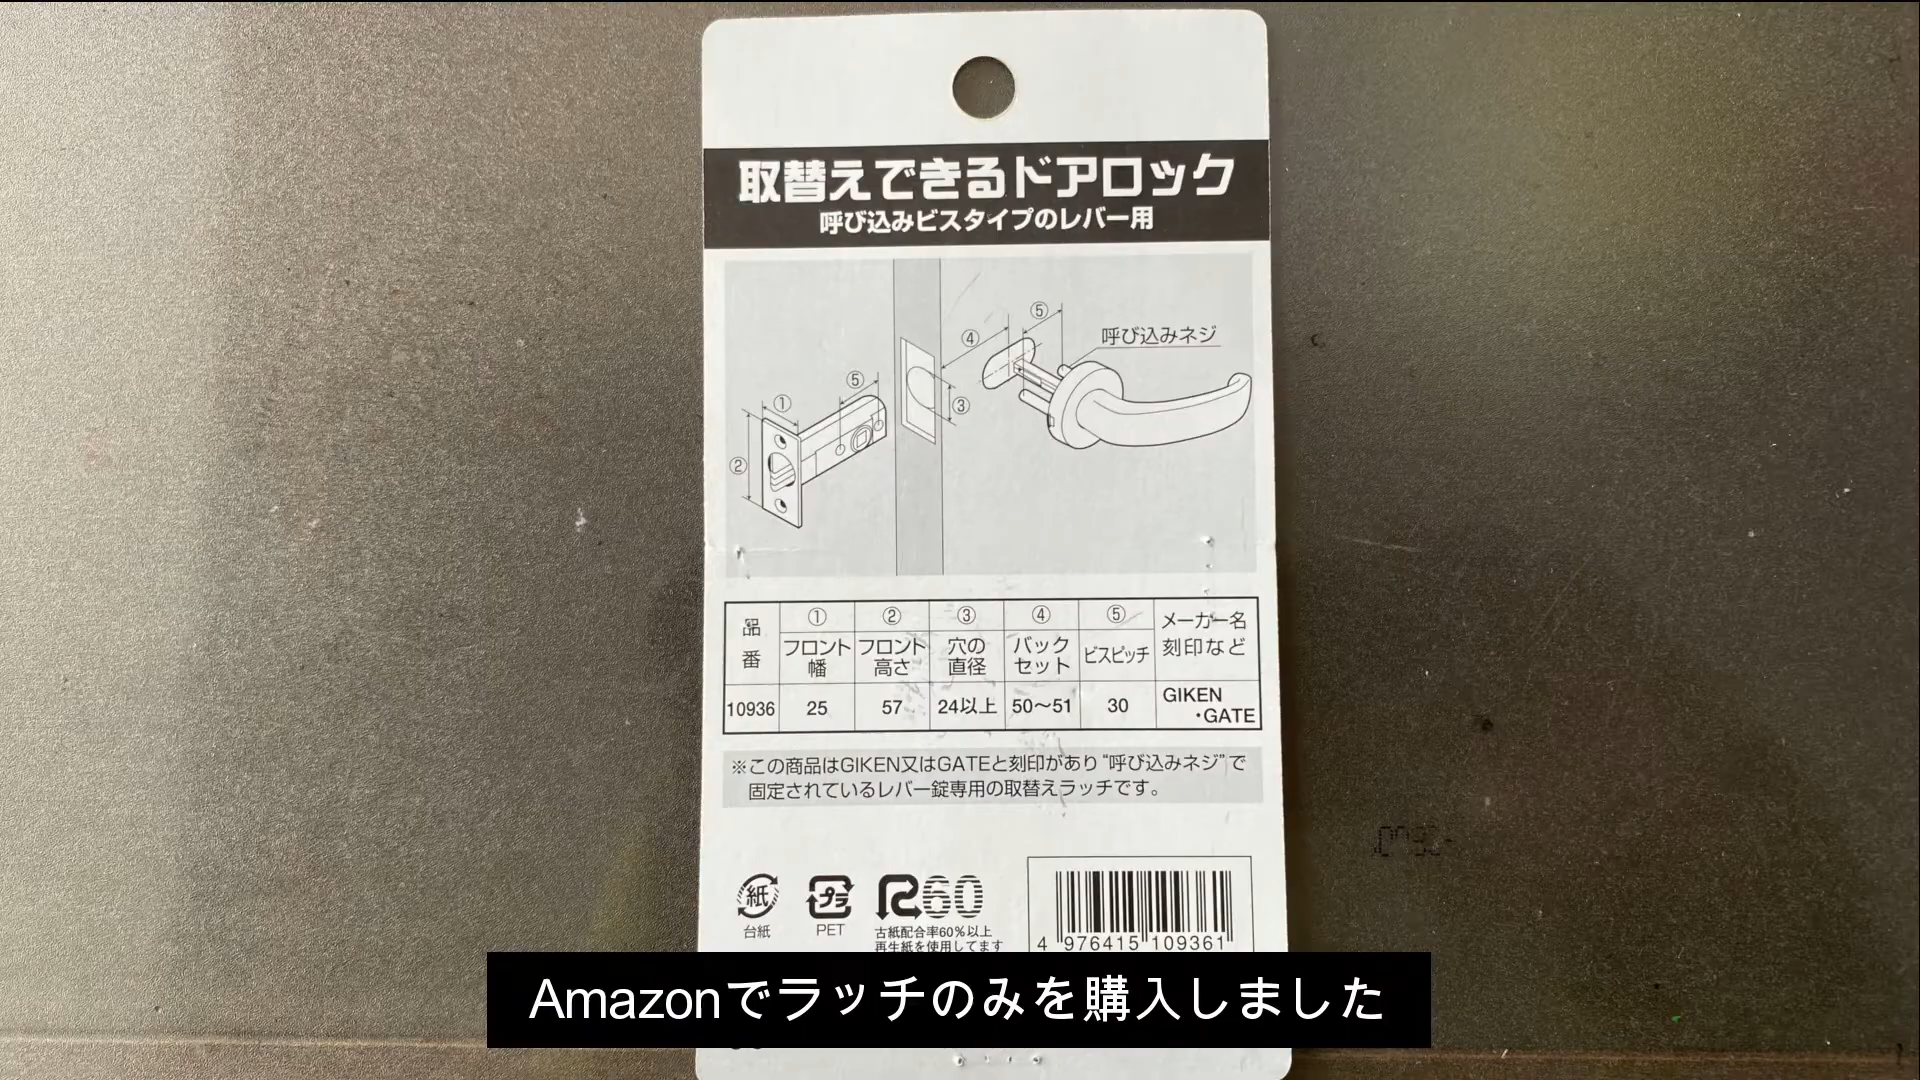 取替えできるドアロック
呼び込みビスタイプのレバー用
⑤
④
呼び込みネジ
⑤
①
③
②
品番 ① ② ③ ④ ⑤ メーカー名刻印など
フロント幅 フロント高さ 穴の直径 バックセット ビスピッチ
10936 25 57 24以上 50〜51 30 GIKEN・GATE
※この商品はGIKEN又はGATEと刻印があり"呼び込みネジ"で
固定されているレバー錠専用の取替えラッチです。
紙 プラ R60
台紙 PET 古紙配合率60%以上
再生紙を使用してます
4 976415 109361
Amazonでラッチのみを購入しました